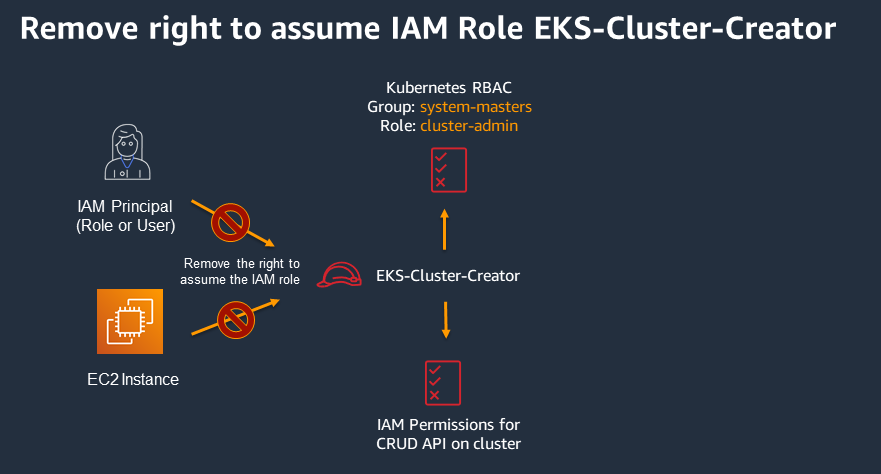 Remove right to assume IAM Role EKS-Cluster-Creator
Kubernetes RBAC
Group: system-masters
Role: cluster-admin
IAM Principal
(Role or User)
Remove the right to
assume the IAM role
EKS-Cluster-Creator
EC2 Instance
IAM Permissions for
CRUD API on cluster